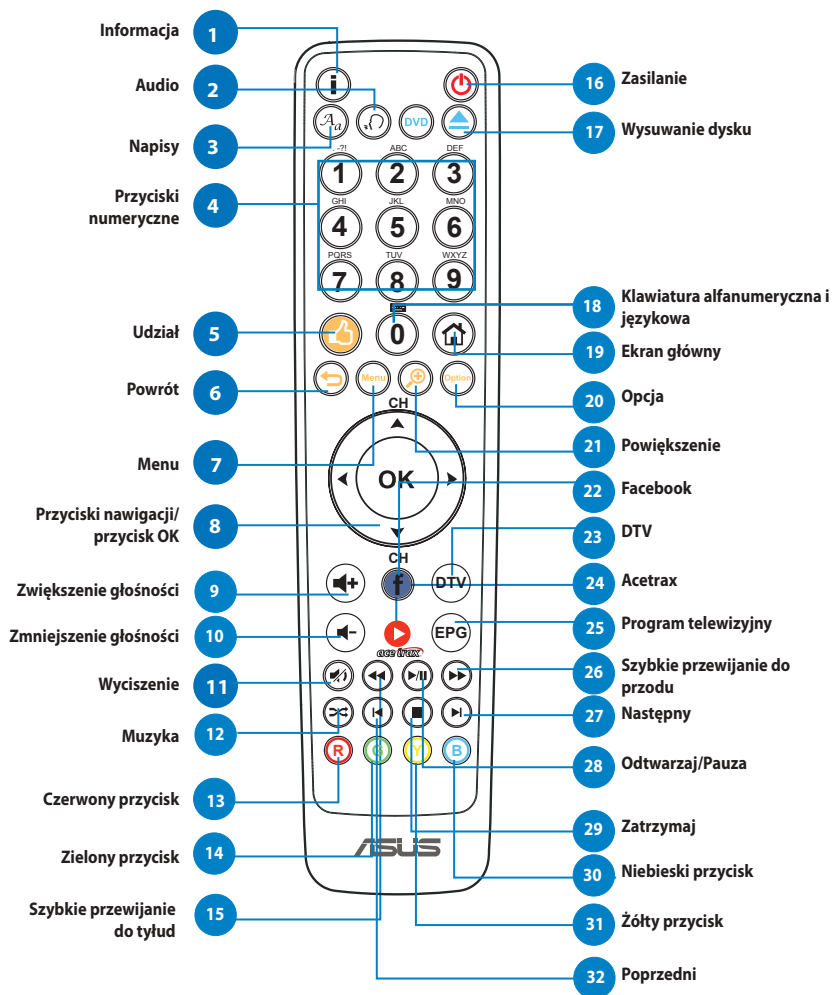 Informacja
1
Audio
2
Napisy
3
Przyciski
numeryczne
4
Udział
5
Powrót
6
Menu
7
Przyciski nawigacji/
przycisk OK
8
Zwiększenie głośności
9
Zmniejszenie głośności
10
Wyciszenie
11
Muzyka
12
Czerwony przycisk
13
Zielony przycisk
14
Szybkie przewijanie
do tyłud
15
i
Aa
DVD
. -?!
ABC
DEF
1
2
3
GHI
JKL
MNO
4
5
6
PQRS
TUV
WXYZ
7
8
9
0
Menu
Option
CH
OK
CH
f
DTV
EPG
acetrax
R
G
Y
B
ASUS
16
Zasilanie
17
Wysuwanie dysku
18
Klawiatura alfanumeryczna i
językowa
19
Ekran główny
20
Opcja
21
Powiększenie
22
Facebook
23
DTV
24
Acetrax
25
Program telewizyjny
26
Szybkie przewijanie do
przodu
27
Następny
28
Odtwarzaj/Pauza
29
Zatrzymaj
30
Niebieski przycisk
31
Żółty przycisk
32
Poprzedni